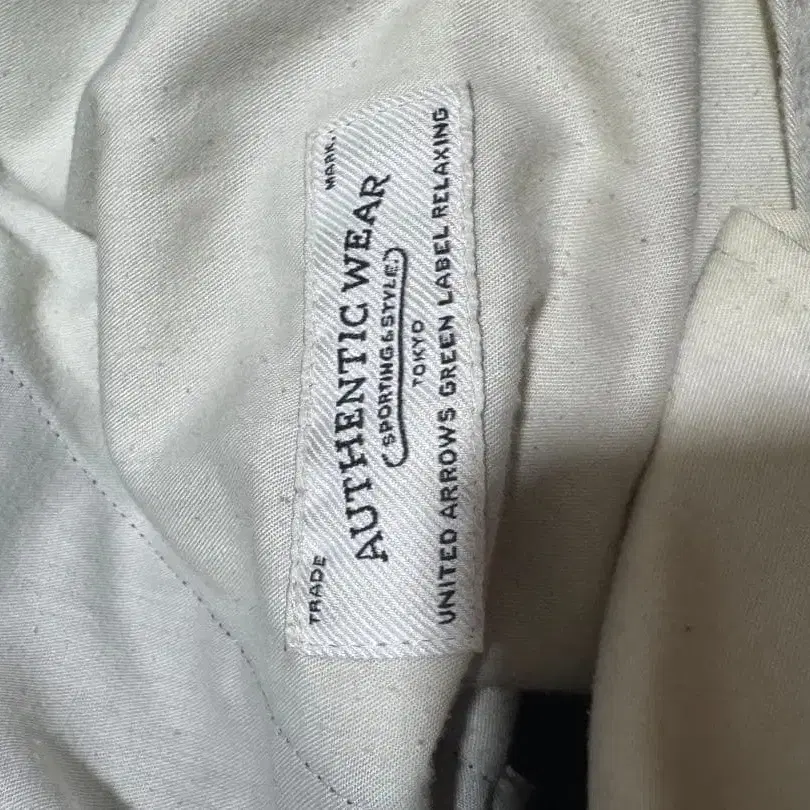 TRADE MARK.
AUTHENTIC WEAR
SPORTING&STYLE
TOKYO
UNITED ARROWS GREEN LABEL RELAXING